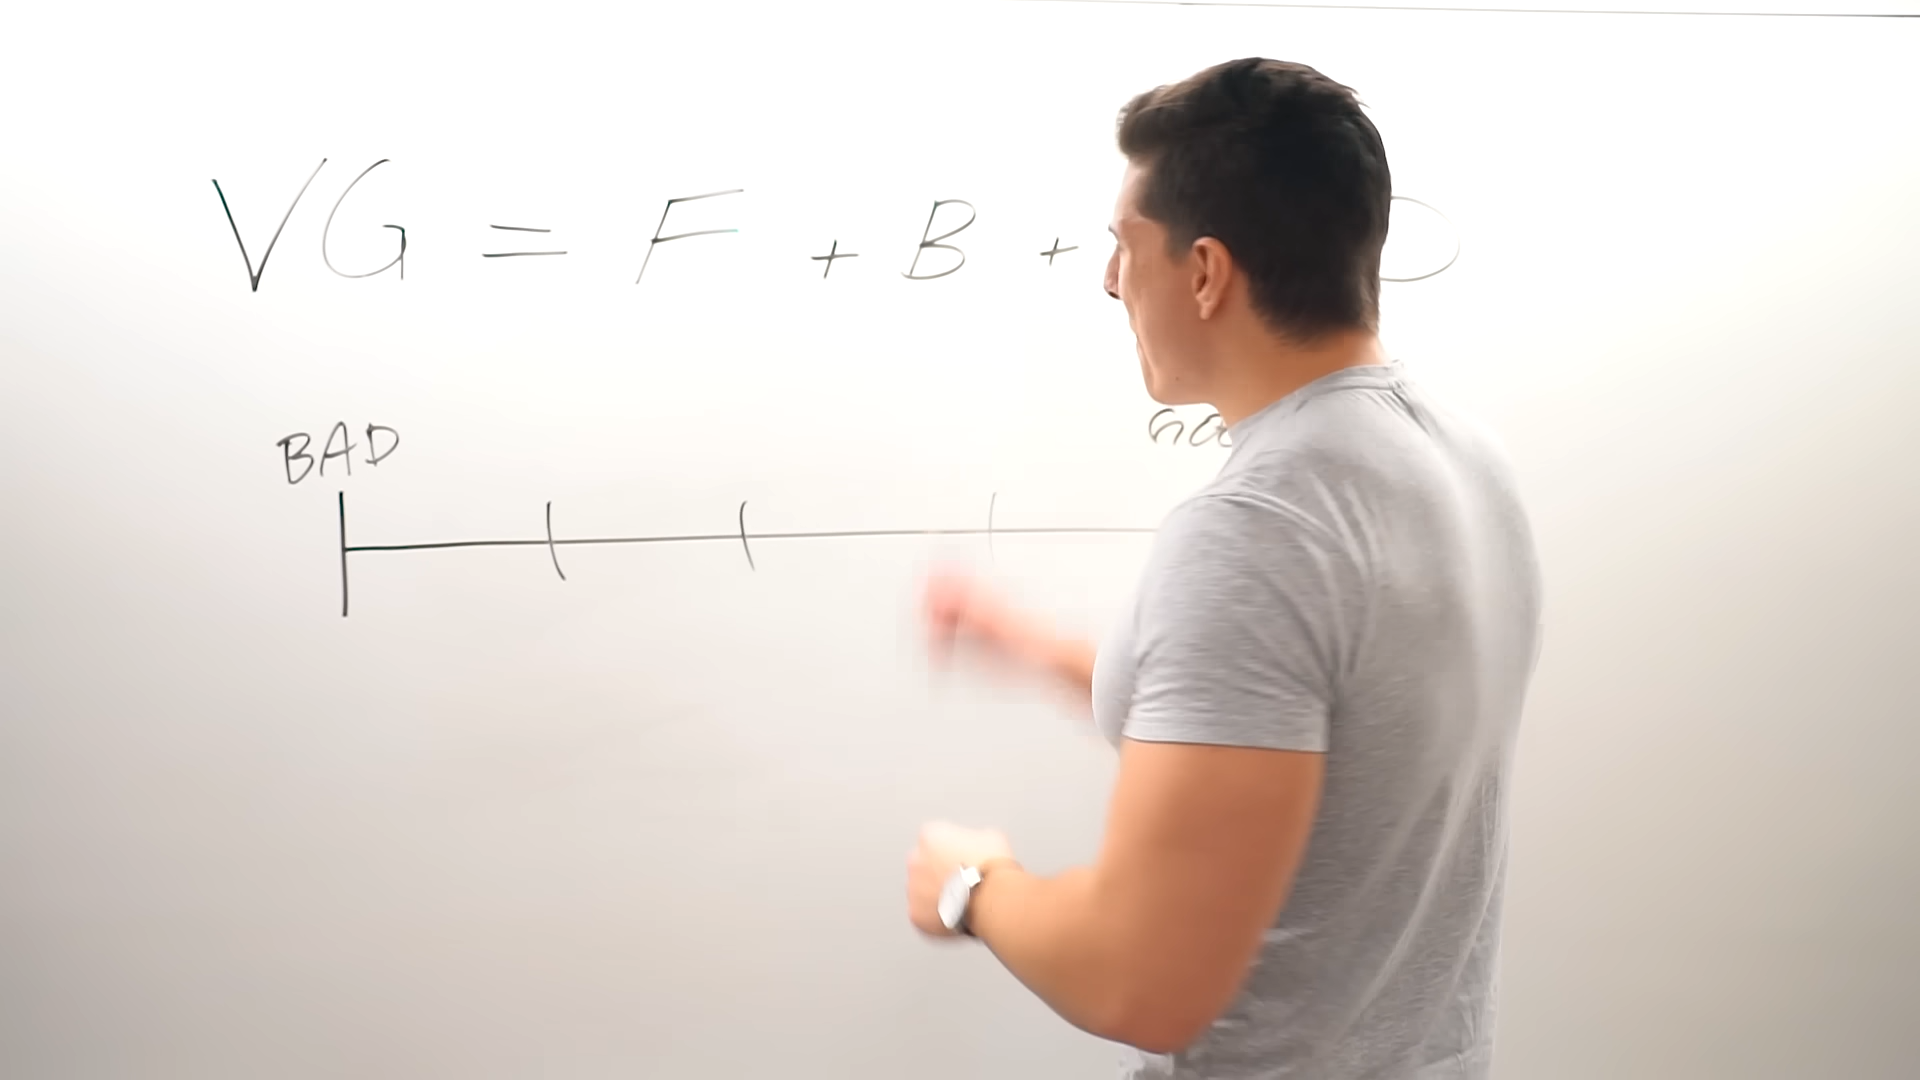 VG = F + B +
BAD